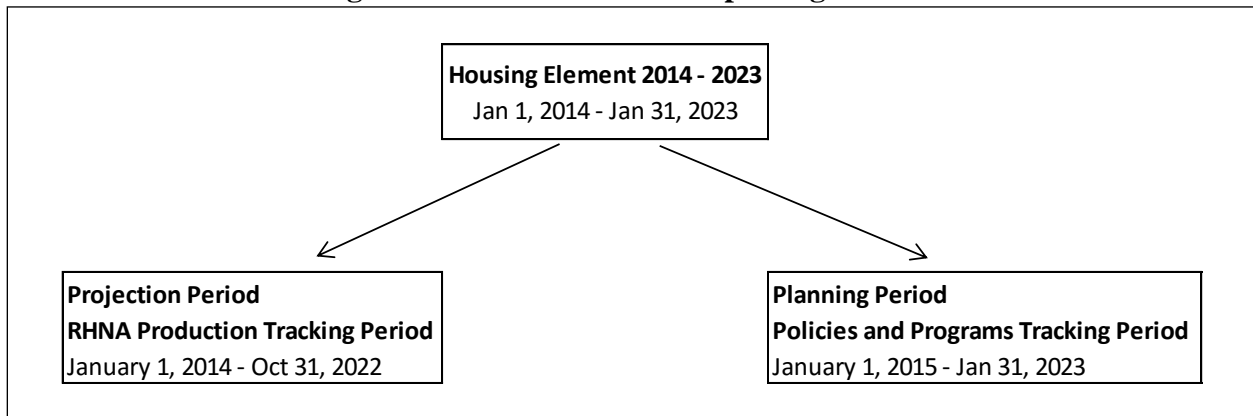 Housing Element 2014 - 2023
Jan 1, 2014 - Jan 31, 2023
Projection Period
RHNA Production Tracking Period
January 1, 2014 - Oct 31, 2022
Planning Period
Policies and Programs Tracking Period
January 1, 2015 - Jan 31, 2023